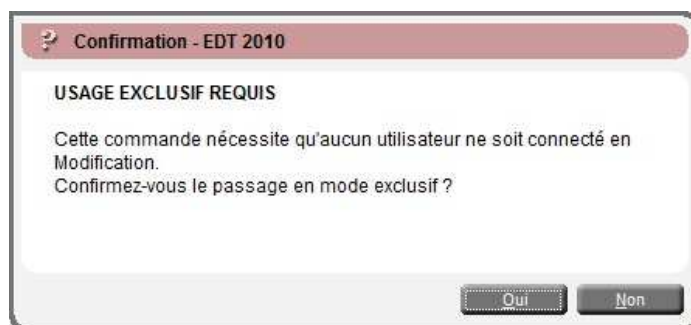 Confirmation - EDT 2010
USAGE EXCLUSIF REQUIS
Cette commande nécessite qu'aucun utilisateur ne soit connecté en
Modification.
Confirmez-vous le passage en mode exclusif ?
Oui
Non